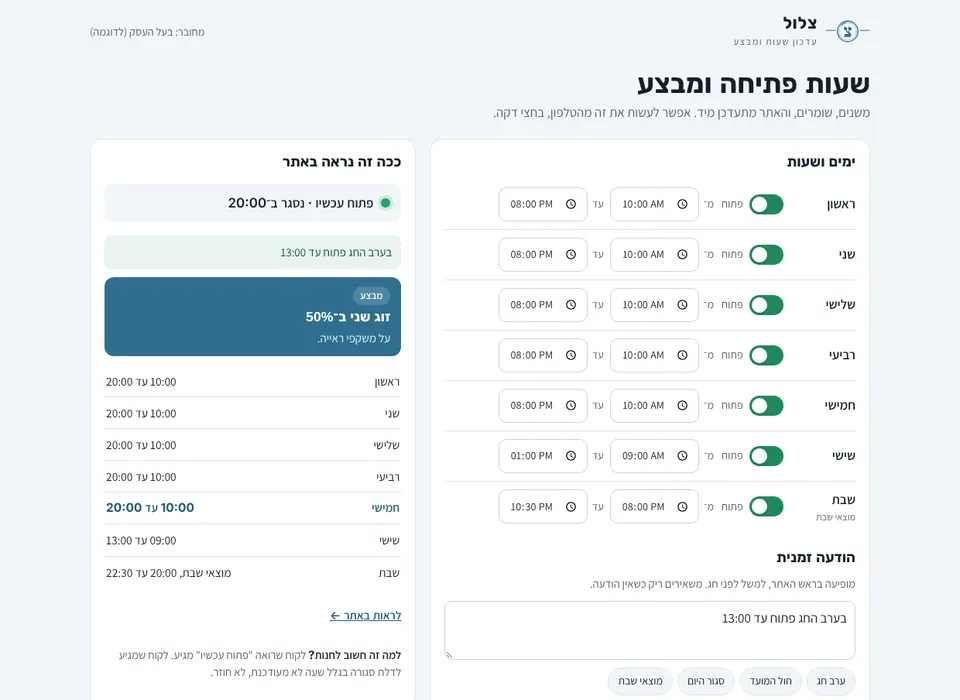 צ
צלול
עדכון שעות ומבצע
מחובר: בעל העסק (לדוגמה)
שעות פתיחה ומבצע
משנים, שומרים, והאתר מתעדכן מיד. אפשר לעשות את זה מהטלפון, בחצי דקה.
ימים ושעות
ראשון פתוח מ־ 10:00 AM עד 08:00 PM
שני פתוח מ־ 10:00 AM עד 08:00 PM
שלישי פתוח מ־ 10:00 AM עד 08:00 PM
רביעי פתוח מ־ 10:00 AM עד 08:00 PM
חמישי פתוח מ־ 10:00 AM עד 08:00 PM
שישי פתוח מ־ 09:00 AM עד 01:00 PM
שבת פתוח מ־ 08:00 PM עד 10:30 PM
מוצאי שבת
הודעה זמנית
מופיעה בראש האתר, למשל לפני חג. משאירים ריק כשאין הודעה.
בערב החג פתוח עד 13:00
ערב חג
חול המועד
סגור היום
מוצאי שבת
ככה זה נראה באתר
פתוח עכשיו · נסגר ב־20:00
בערב החג פתוח עד 13:00
מבצע
זוג שני ב־50%
על משקפי ראייה.
ראשון 10:00 עד 20:00
שני 10:00 עד 20:00
שלישי 10:00 עד 20:00
רביעי 10:00 עד 20:00
חמישי 10:00 עד 20:00
שישי 09:00 עד 13:00
שבת מוצאי שבת, 20:00 עד 22:30
לראות באתר ←
למה זה חשוב לחנות? לקוח שרואה "פתוח עכשיו" מגיע. לקוח שמגיע
לדלת סגורה בגלל שעה לא מעודכנת, לא חוזר.